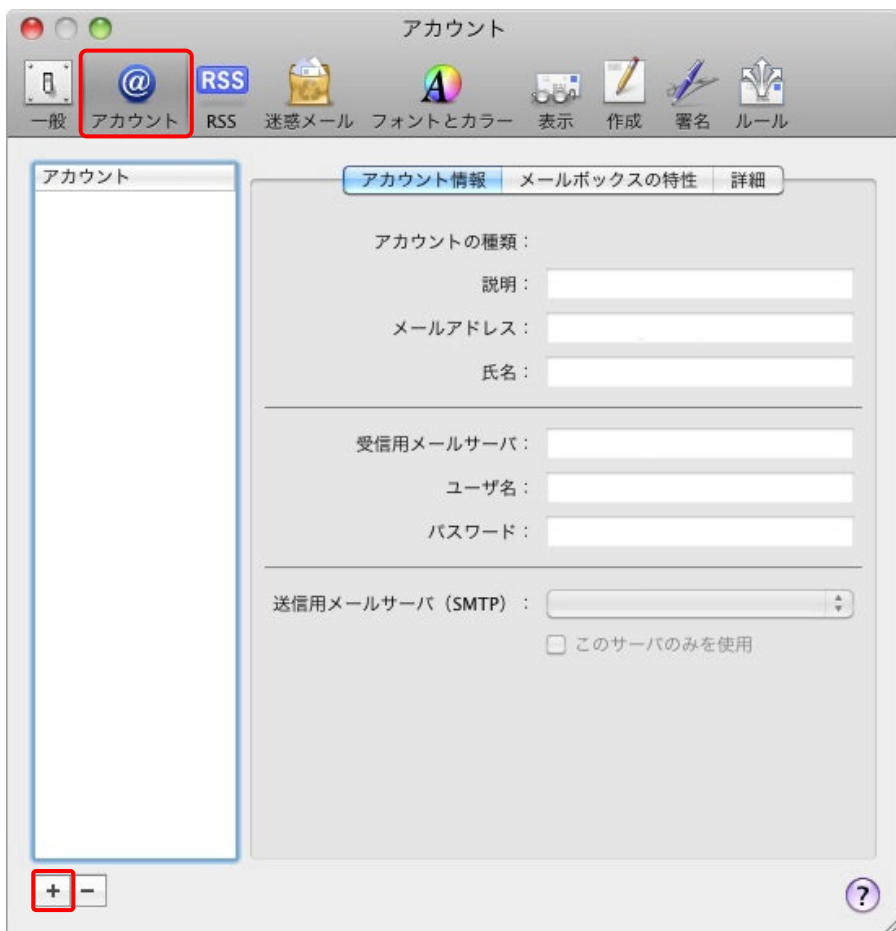 アカウント
@ RSS A
一般 アカウント RSS 迷惑メール フォントとカラー 表示 作成 署名 ルール
アカウント
アカウント情報 メールボックスの特性 詳細
アカウントの種類：
説明：
メールアドレス：
氏名：
受信用メールサーバ：
ユーザ名：
パスワード：
送信用メールサーバ（SMTP）：
このサーバのみを使用
+ − ?